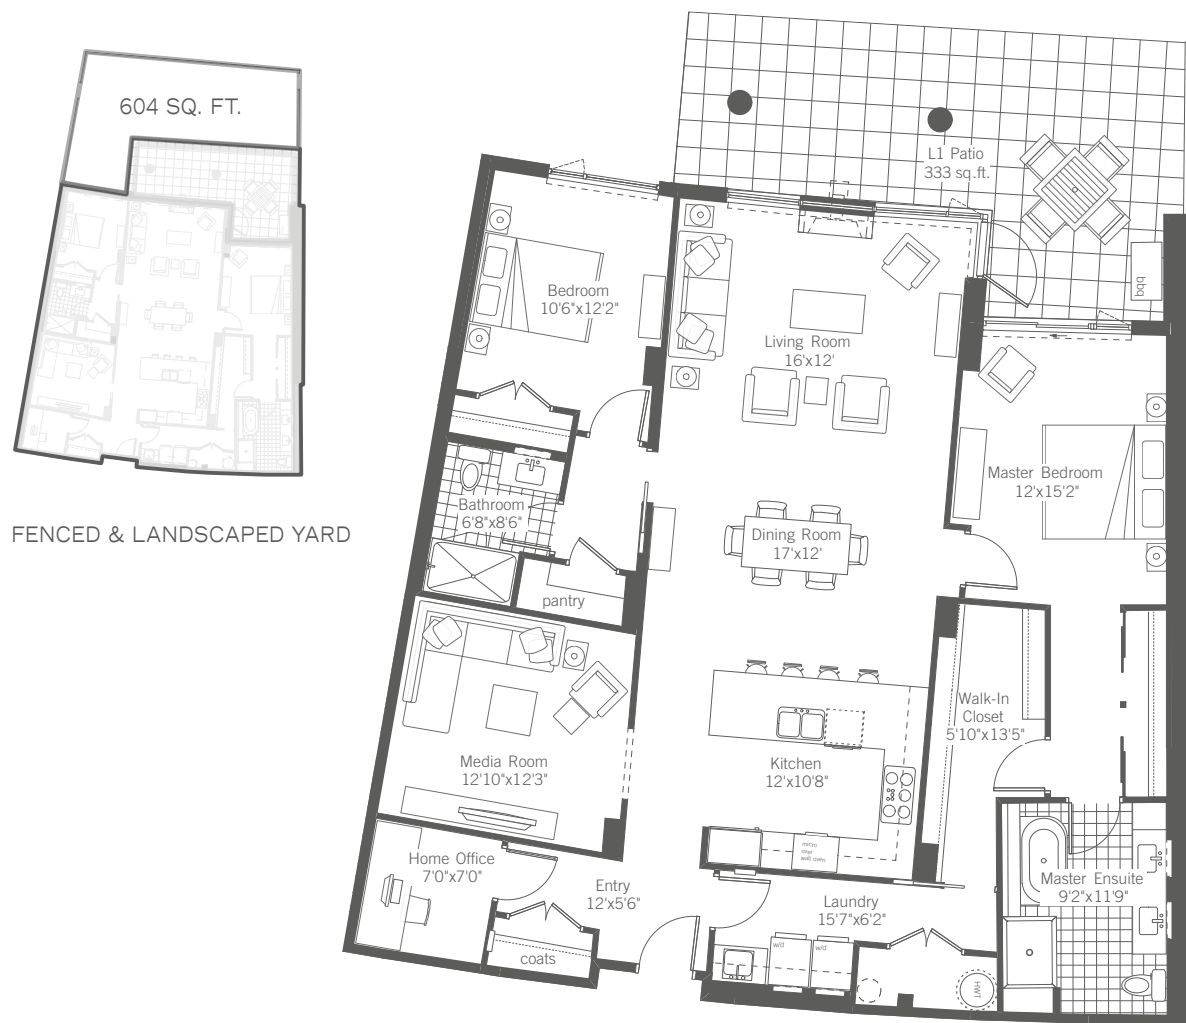 604 SQ. FT.
FENCED & LANDSCAPED YARD
L1 Patio
333 sq.ft.
bbq
Bedroom
10'6"x12'2"
Living Room
16'x12'
Master Bedroom
12'x15'2"
Bathroom
6'8"x8'6"
Dining Room
17'x12'
pantry
Walk-In
Closet
5'10"x13'5"
Media Room
12'10"x12'3"
Kitchen
12'x10'8"
micro
over
wall oven
Home Office
7'0"x7'0"
Entry
12'x5'6"
Laundry
15'7"x6'2"
Master Ensuite
9'2"x11'9"
coats
w/d
w/d
HWT